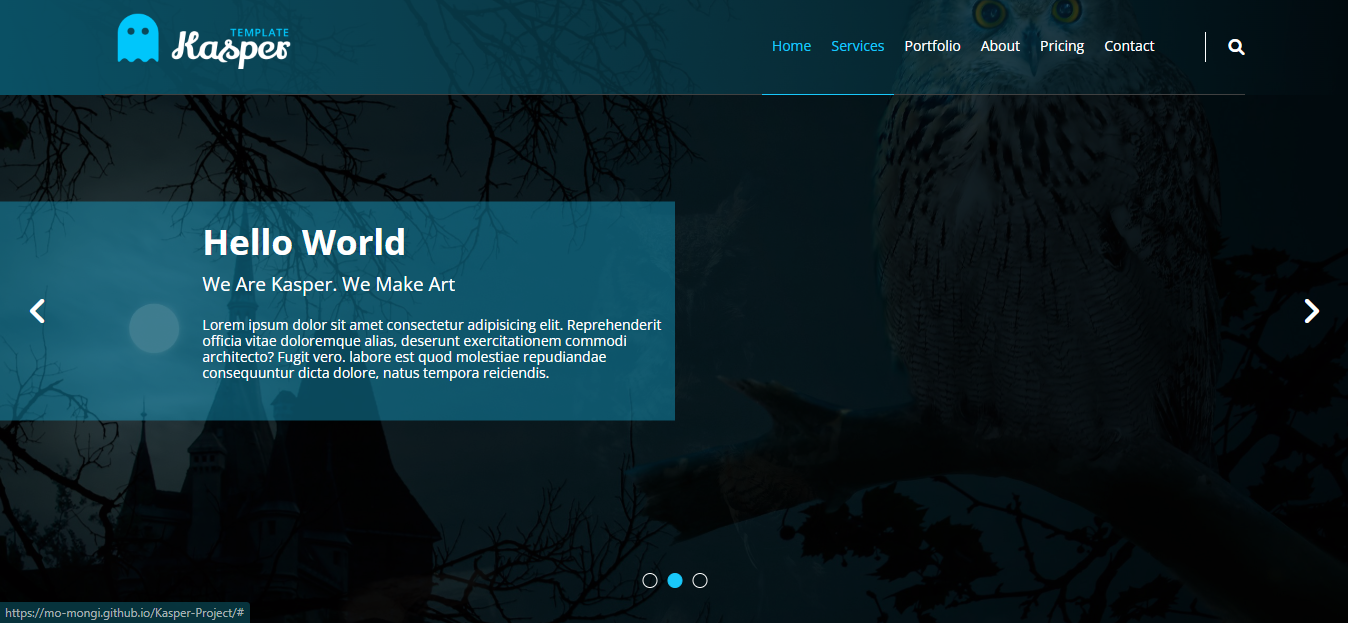 TEMPLATE
Kasper
Home Services Portfolio About Pricing Contact
Hello World
We Are Kasper. We Make Art
Lorem ipsum dolor sit amet consectetur adipisicing elit. Reprehenderit
officia vitae doloremque alias, deserunt exercitationem commodi
architecto? Fugit vero. labore est quod molestiae repudiandae
consequuntur dicta dolore, natus tempora reiciendis.
https://mo-mongi.github.io/Kasper-Project/#